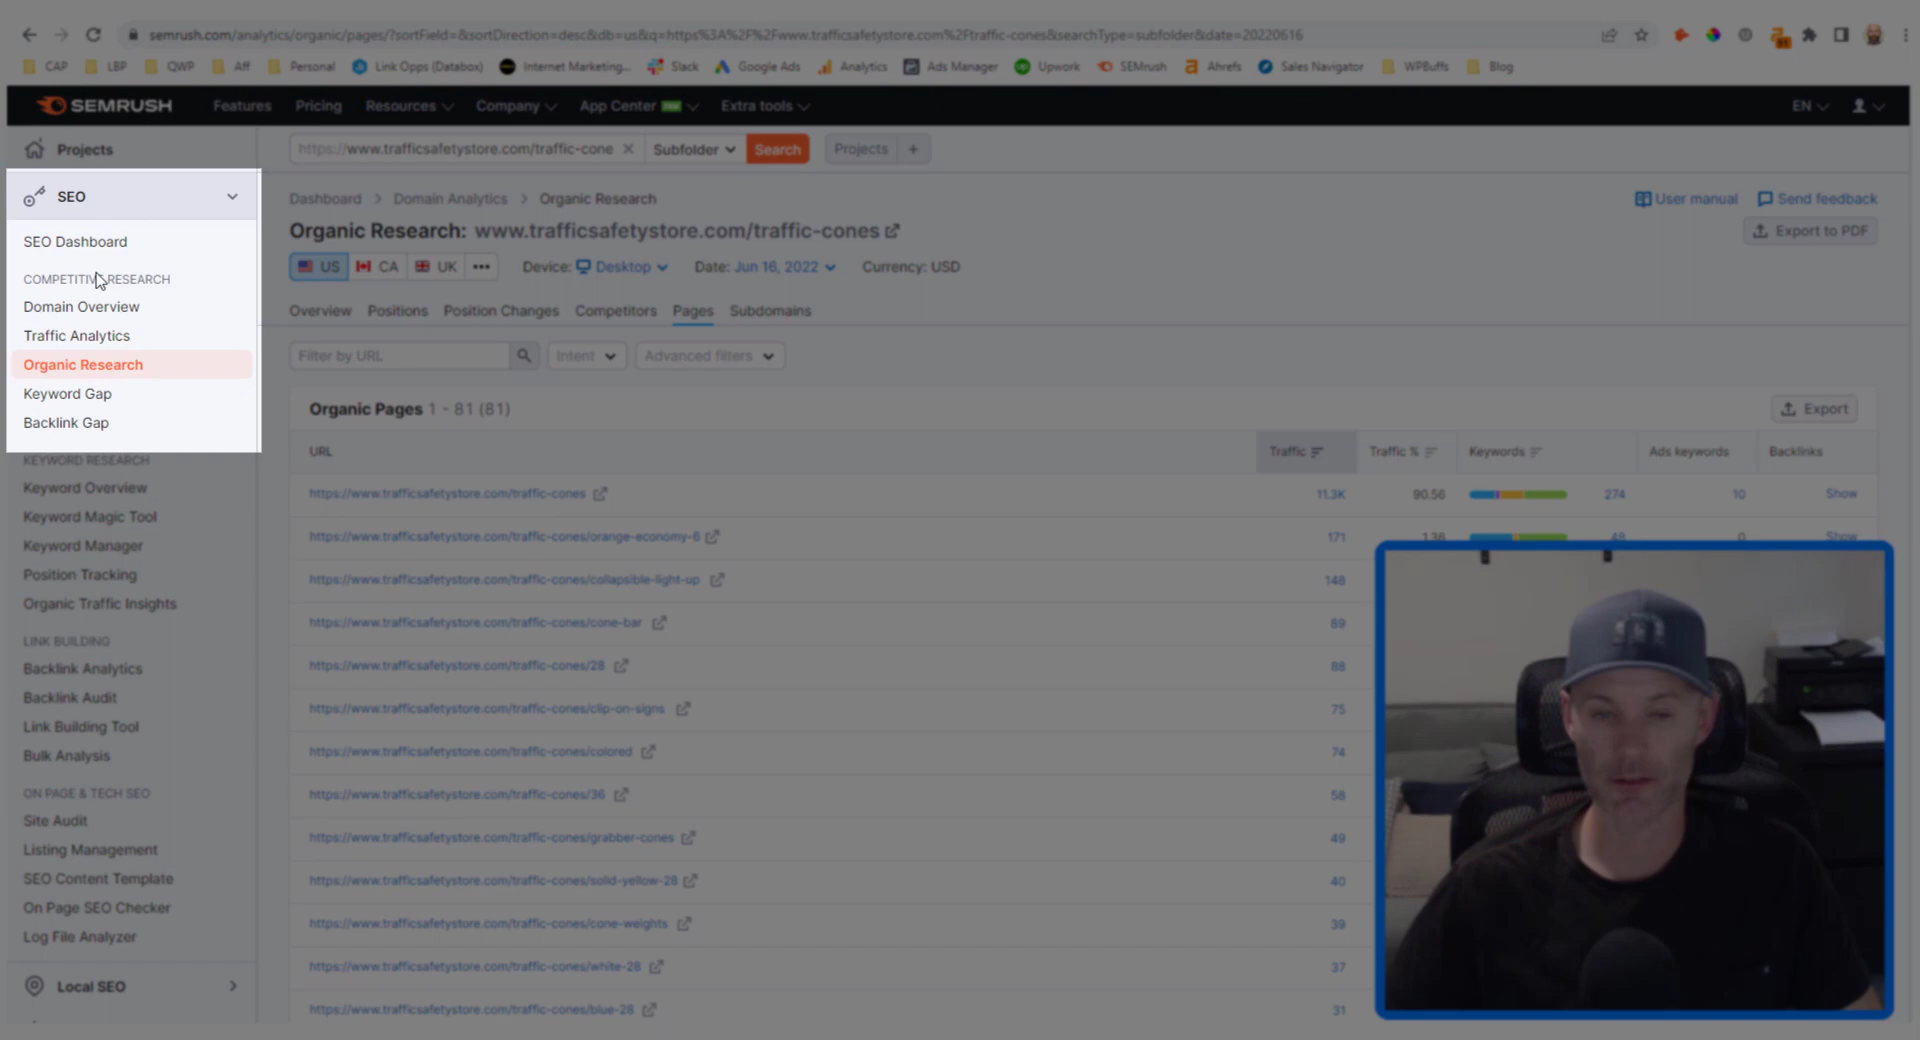 semrush.com/analytics/organic/pages/?sortField=&sortDirection=desc&db=us&q=https%3A%2F%2Fwww.trafficsafetystore.com%2Ftraffic-cones&searchType=subfolder&date=20220616
CAP LBP QWP Aff Personal Link Opps (Databox) Internet Marketing... Slack Google Ads Analytics Ads Manager Upwork SEMrush Ahrefs Sales Navigator WPBuffs Blog
SEMRUSH Features Pricing Resources Company App Center NEW Extra tools EN
Projects
https://www.trafficsafetystore.com/traffic-cone Subfolder Search Projects +
SEO
SEO Dashboard
COMPETITIVE RESEARCH
Domain Overview
Traffic Analytics
Organic Research
Keyword Gap
Backlink Gap
KEYWORD RESEARCH
Keyword Overview
Keyword Magic Tool
Keyword Manager
Position Tracking
Organic Traffic Insights
LINK BUILDING
Backlink Analytics
Backlink Audit
Link Building Tool
Bulk Analysis
ON PAGE & TECH SEO
Site Audit
Listing Management
SEO Content Template
On Page SEO Checker
Log File Analyzer
Local SEO
Dashboard > Domain Analytics > Organic Research User manual Send feedback
Organic Research: www.trafficsafetystore.com/traffic-cones Export to PDF
US CA UK ••• Device: Desktop Date: Jun 16, 2022 Currency: USD
Overview Positions Position Changes Competitors Pages Subdomains
Filter by URL Intent Advanced filters
Organic Pages 1 - 81 (81) Export
URL Traffic Traffic % Keywords Ads keywords Backlinks
https://www.trafficsafetystore.com/traffic-cones 11.3K 90.56 274 10 Show
https://www.trafficsafetystore.com/traffic-cones/orange-economy-6 171 1.36 48 0 Show
https://www.trafficsafetystore.com/traffic-cones/collapsible-light-up 148
https://www.trafficsafetystore.com/traffic-cones/cone-bar 89
https://www.trafficsafetystore.com/traffic-cones/28 88
https://www.trafficsafetystore.com/traffic-cones/clip-on-signs 75
https://www.trafficsafetystore.com/traffic-cones/colored 74
https://www.trafficsafetystore.com/traffic-cones/36 58
https://www.trafficsafetystore.com/traffic-cones/grabber-cones 49
https://www.trafficsafetystore.com/traffic-cones/solid-yellow-28 40
https://www.trafficsafetystore.com/traffic-cones/cone-weights 39
https://www.trafficsafetystore.com/traffic-cones/white-28 37
https://www.trafficsafetystore.com/traffic-cones/blue-28 31